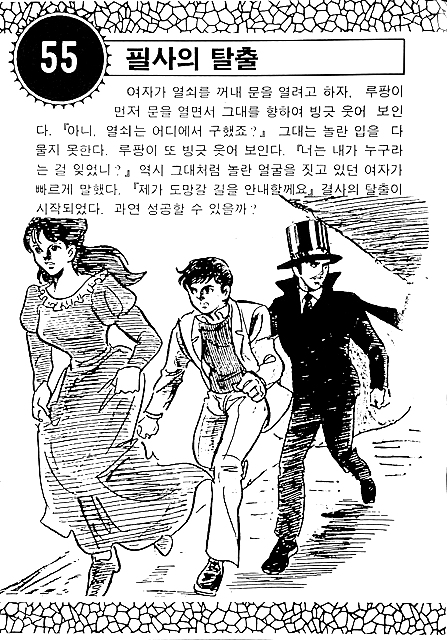 55
필사의 탈출
여자가 열쇠를 꺼내 문을 열려고 하자, 루팡이
먼저 문을 열면서 그대를 향하여 빙긋 웃어 보인
다. 『아니, 열쇠는 어디에서 구했죠?』 그대는 놀란 입을 다
물지 못한다. 루팡이 또 빙긋 웃어 보인다. 『너는 내가 누구라
는 걸 잊었니?』 역시 그대처럼 놀란 얼굴을 짓고 있던 여자가
빠르게 말했다. 『제가 도망갈 길을 안내할께요』 결사의 탈출이
시작되었다. 과연 성공할 수 있을까?